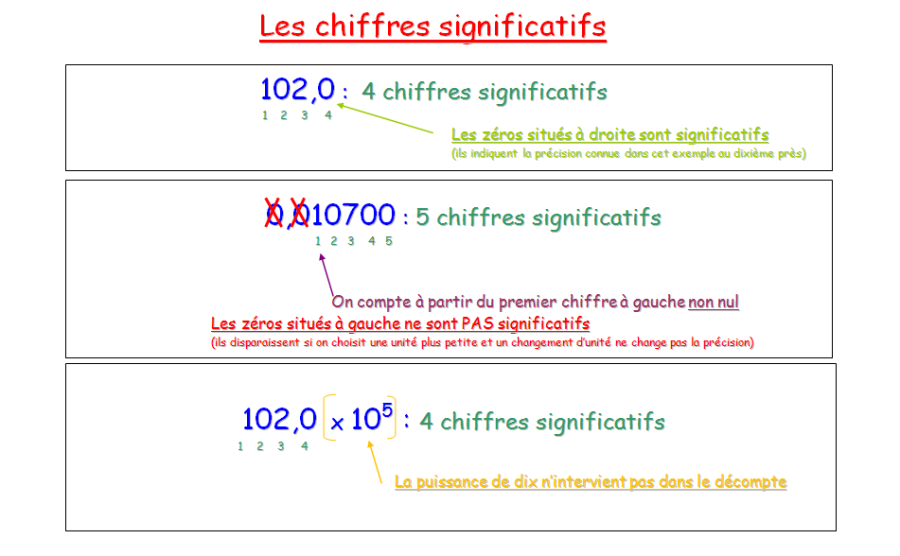 Les chiffres significatifs
102,0 : 4 chiffres significatifs
1 2 3 4
Les zéros situés à droite sont significatifs
(ils indiquent la précision connue dans cet exemple au dixième près)
0,010700 : 5 chiffres significatifs
1 2 3 4 5
On compte à partir du premier chiffre à gauche non nul
Les zéros situés à gauche ne sont PAS significatifs
(ils disparaissent si on choisit une unité plus petite et un changement d'unité ne change pas la précision)
102,0 x 10⁵ : 4 chiffres significatifs
1 2 3 4
La puissance de dix n'intervient pas dans le décompte